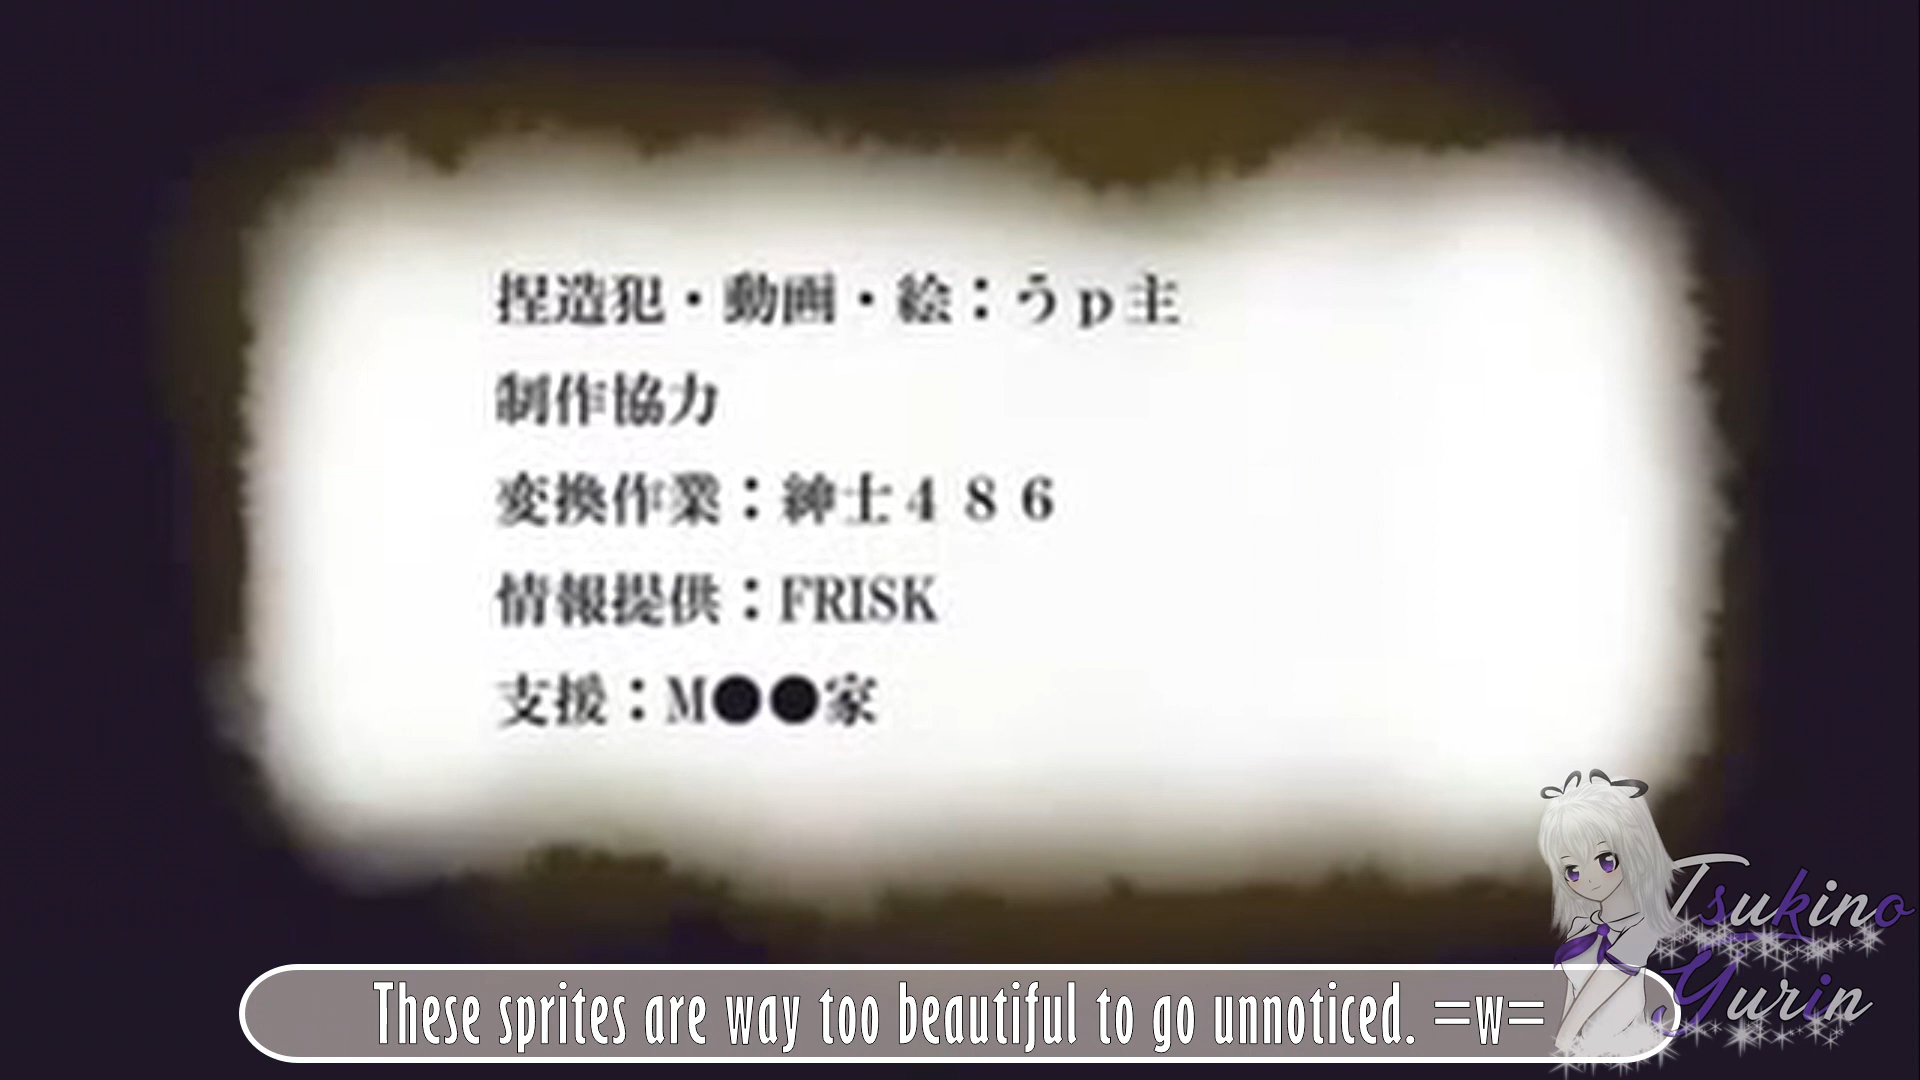 捏造犯・動画・絵：うｐ主
制作協力
変換作業：紳士４８６
情報提供：FRISK
支援：M●●家
Tsukino
Yurin
These sprites are way too beautiful to go unnoticed. =w=